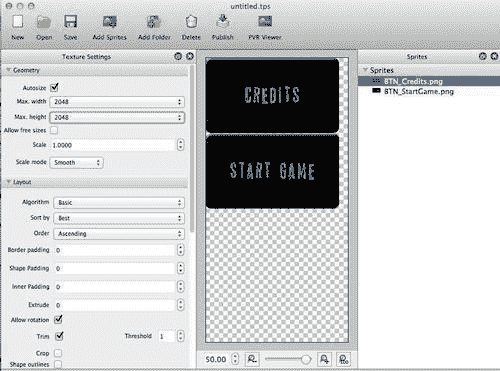 untitled.tps
New Open Save Add Sprites Add Folder Delete Publish PVR Viewer
Texture Settings
Geometry
Autosize
Max. width 2048
Max. height 2048
Allow free sizes
Scale 1.0000
Scale mode Smooth
Layout
Algorithm Basic
Sort by Best
Order Ascending
Border padding 0
Shape Padding 0
Inner Padding 0
Extrude 0
Allow rotation
Trim Threshold 1
Crop
Shape outlines
CREDITS
START GAME
50.00
Sprites
Sprites
BTN_Credits.png
BTN_StartGame.png